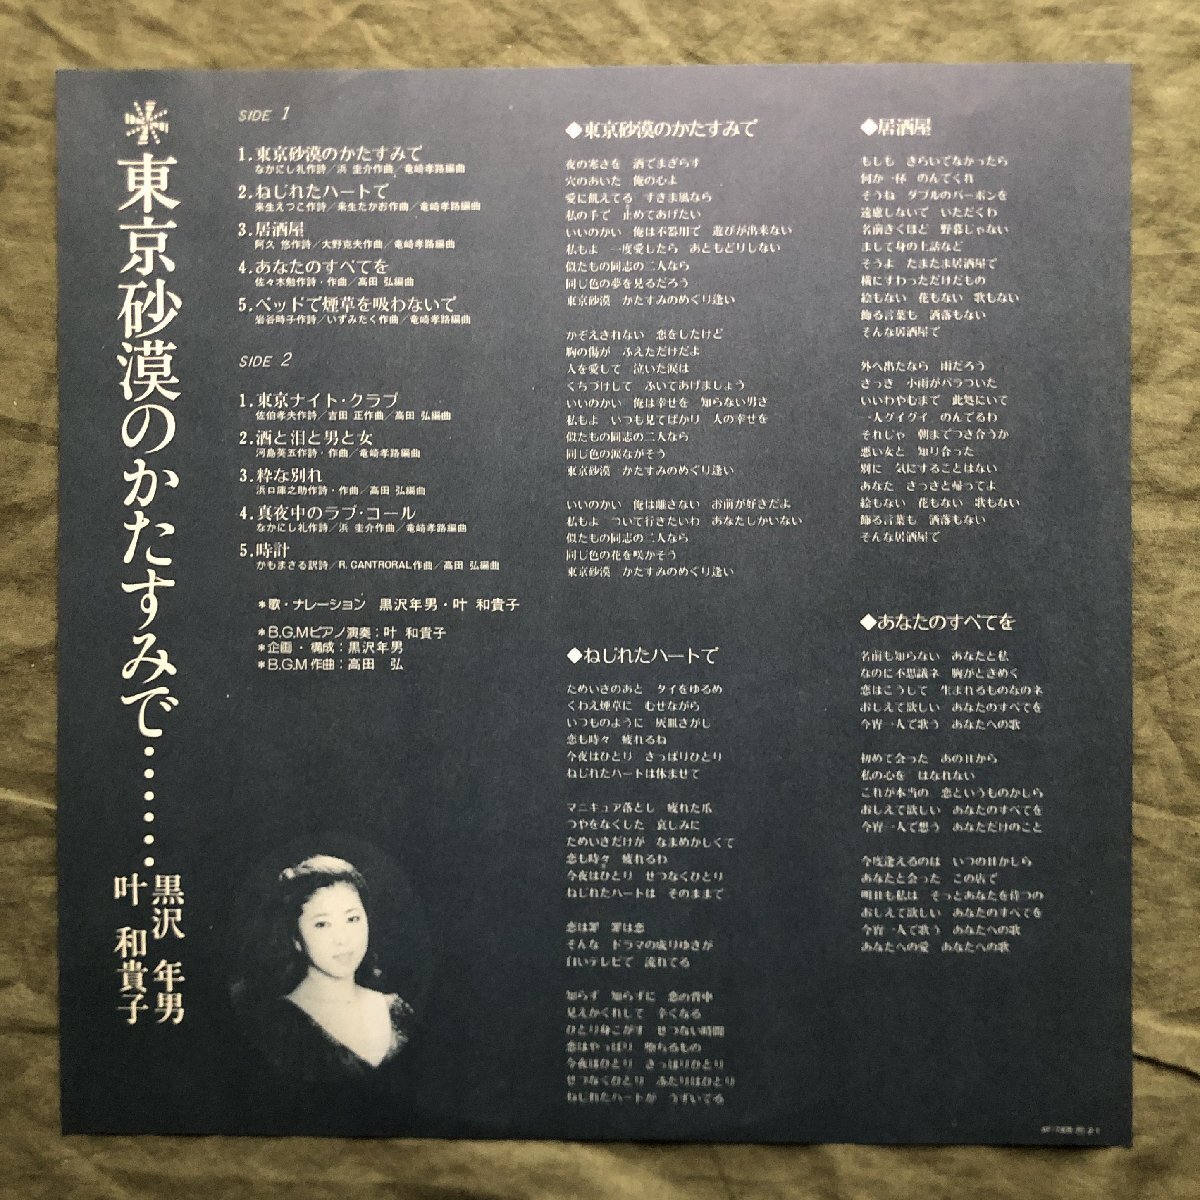 東京砂漠のかたすみで……
黒沢年男
叶 和貴子
SIDE 1
1.東京砂漠のかたすみで
なかにし礼作詩/浜 圭介作曲/竜崎孝路編曲
2.ねじれたハートで
来生えつこ作詩/来生たかお作曲/竜崎孝路編曲
3.居酒屋
阿久 悠作詩/大野克夫作曲/竜崎孝路編曲
4.あなたのすべてを
佐々木勉作詩・作曲/高田 弘編曲
5.ベッドで煙草を吸わないで
岩谷時子作詩/いずみたく作曲/竜崎孝路編曲
SIDE 2
1.東京ナイト・クラブ
佐伯孝夫作詩/吉田 正作曲/高田 弘編曲
2.酒と泪と男と女
河島英五作詩・作曲/竜崎孝路編曲
3.粋な別れ
浜口庫之助作詩・作曲/高田 弘編曲
4.真夜中のラブ・コール
なかにし礼作詩/浜 圭介作曲/竜崎孝路編曲
5.時計
かもまさる訳詩/R.CANTRORAL作曲/高田 弘編曲
*歌・ナレーション 黒沢年男・叶 和貴子
*B.G.Mピアノ演奏:叶 和貴子
*企画・構成:黒沢年男
*B.G.M作曲:高田 弘
◆東京砂漠のかたすみで
夜の寒さを 酒でまぎらす
穴のあいた 俺の心よ
愛に飢えてる すきま風なら
私の手で 止めてあげたい
いいのかい 俺は不器用で 遊びが出来ない
私もよ 一度愛したら あともどりしない
似たもの同志の二人なら
同じ色の夢を見るだろう
東京砂漠 かたすみのめぐり逢い
かぞえきれない 恋をしたけど
胸の傷が ふえただけだよ
人を愛して 泣いた涙は
くちづけして ふいてあげましょう
いいのかい 俺は幸せを 知らない男さ
私もよ いつも見てばかり 人の幸せを
似たもの同志の二人なら
同じ色の涙ながそう
東京砂漠 かたすみのめぐり逢い
いいのかい 俺は離さない お前が好きだよ
私もよ ついて行きたいわ あなたしかいない
似たもの同志の二人なら
同じ色の花を咲かそう
東京砂漠 かたすみのめぐり逢い
◆ねじれたハートで
ためいきのあと タイをゆるめ
くわえ煙草に むせながら
いつものように 灰皿さがし
恋も時々 疲れるね
今夜はひとり さっぱりひとり
ねじれたハートは休ませて
マニキュア落とし 疲れた爪
つやをなくした 哀しみに
ためいきだけが なまめかしくて
恋も時々 疲れるわ
今夜はひとり せつなくひとり
ねじれたハートは そのままで
恋は罪 罪は恋
そんな ドラマの成りゆきが
白いテレビで 流れてる
知らず 知らずに 恋の背中
見えかくれして 辛くなる
ひとり身こがす せつない時間
恋はやっぱり 堕ちるもの
今夜はひとり さっぱりひとり
せつなくひとり ふたりはひとり
ねじれたハートが うずいてる
◆居酒屋
もしも きらいでなかったら
何か一杯 のんでくれ
そうね ダブルのバーボンを
遠慮しないで いただくわ
名前きくほど 野暮じゃない
まして身の上話など
そうよ たまたま居酒屋で
横にすわっただけだもの
絵もない 花もない 歌もない
飾る言葉も 洒落もない
そんな居酒屋で
外へ出たなら 雨だろう
さっき 小雨がパラついた
いいわやむまで 此処にいて
一人グイグイ のんでるわ
それじゃ 朝までつき合うか
悪い女と 知り合った
別に 気にすることはない
あなた さっさと帰ってよ
絵もない 花もない 歌もない
飾る言葉も 洒落もない
そんな居酒屋で
◆あなたのすべてを
名前も知らない あなたと私
なのに不思議ネ 胸がときめく
恋はこうして 生まれるものなのネ
おしえて欲しい あなたのすべてを
今宵一人で歌う あなたへの歌
初めて会った あの日から
私の心を はなれない
これが本当の 恋というものかしら
おしえて欲しい あなたのすべてを
今宵一人で想う あなただけのこと
今度逢えるのは いつの日かしら
あなたと会った この店で
明日も私は そっとあなたを待つの
おしえて欲しい あなたのすべてを
今宵一人で歌う あなたへの歌
あなたへの愛 あなたへの歌